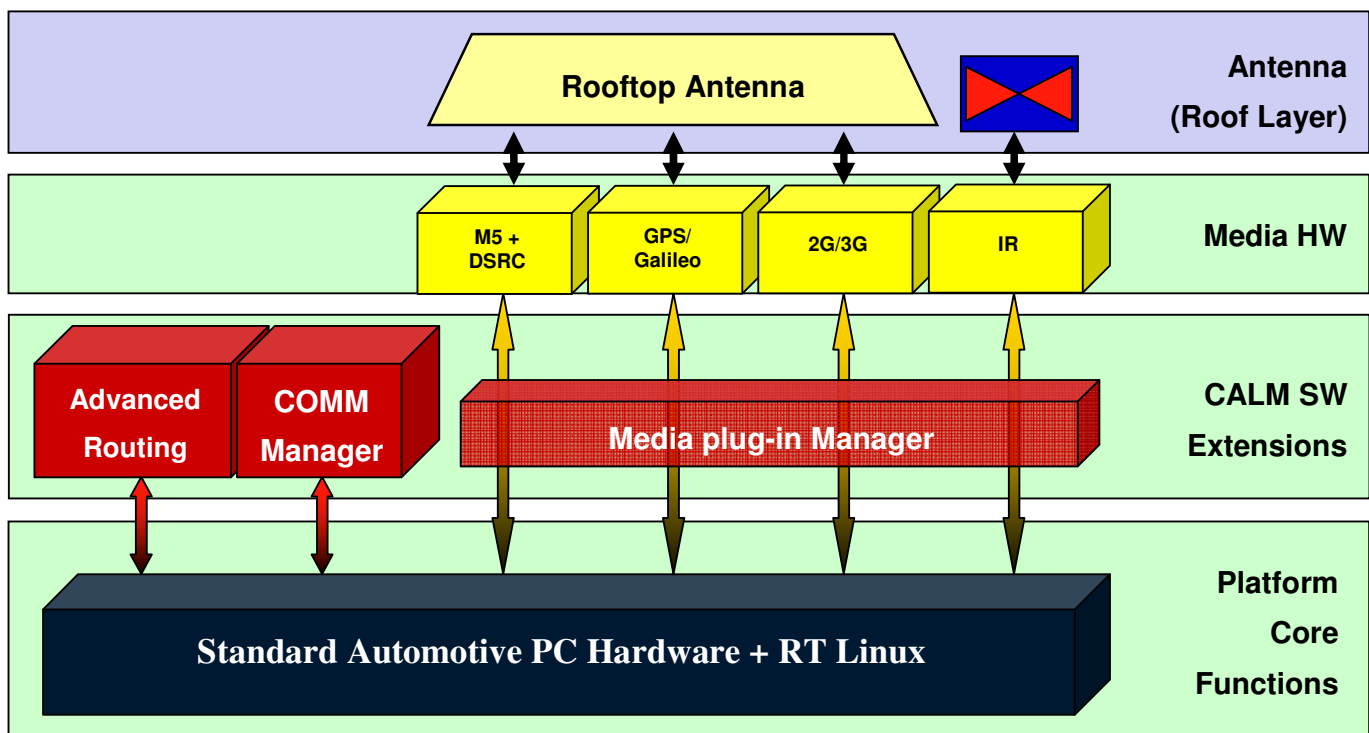 Rooftop Antenna
Antenna
(Roof Layer)
M5 +
DSRC
GPS/
Galileo
2G/3G
IR
Media HW
Advanced
Routing
COMM
Manager
Media plug-in Manager
CALM SW
Extensions
Standard Automotive PC Hardware + RT Linux
Platform
Core
Functions